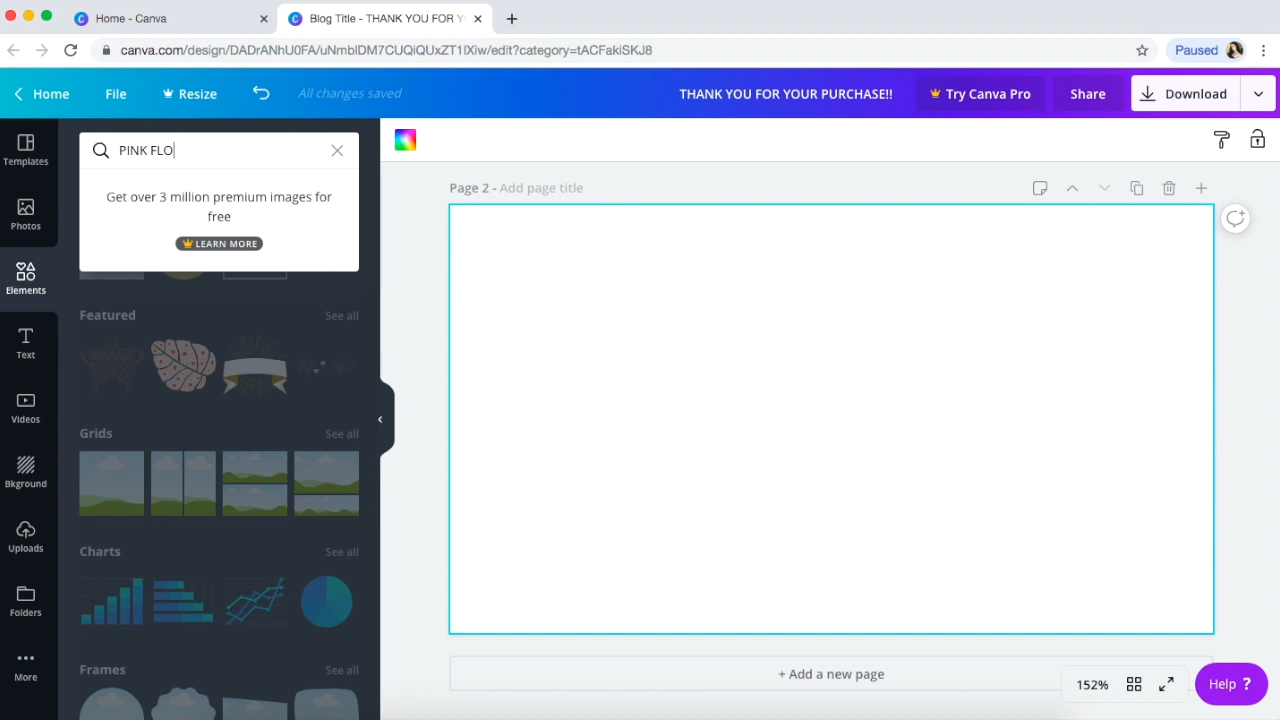 Home - Canva
Blog Title - THANK YOU FOR Y
canva.com/design/DADrANhU0FA/uNmbIDM7CUQiQUxZT1IXiw/edit?category=tACFakiSKJ8
Paused
Home
File
Resize
All changes saved
THANK YOU FOR YOUR PURCHASE!!
Try Canva Pro
Share
Download
Templates
Photos
Elements
Text
Videos
Bkground
Uploads
Folders
More
PINK FLO
Get over 3 million premium images for
free
LEARN MORE
Featured
See all
Grids
See all
Charts
See all
Frames
See all
Page 2 - Add page title
+ Add a new page
152%
Help ?